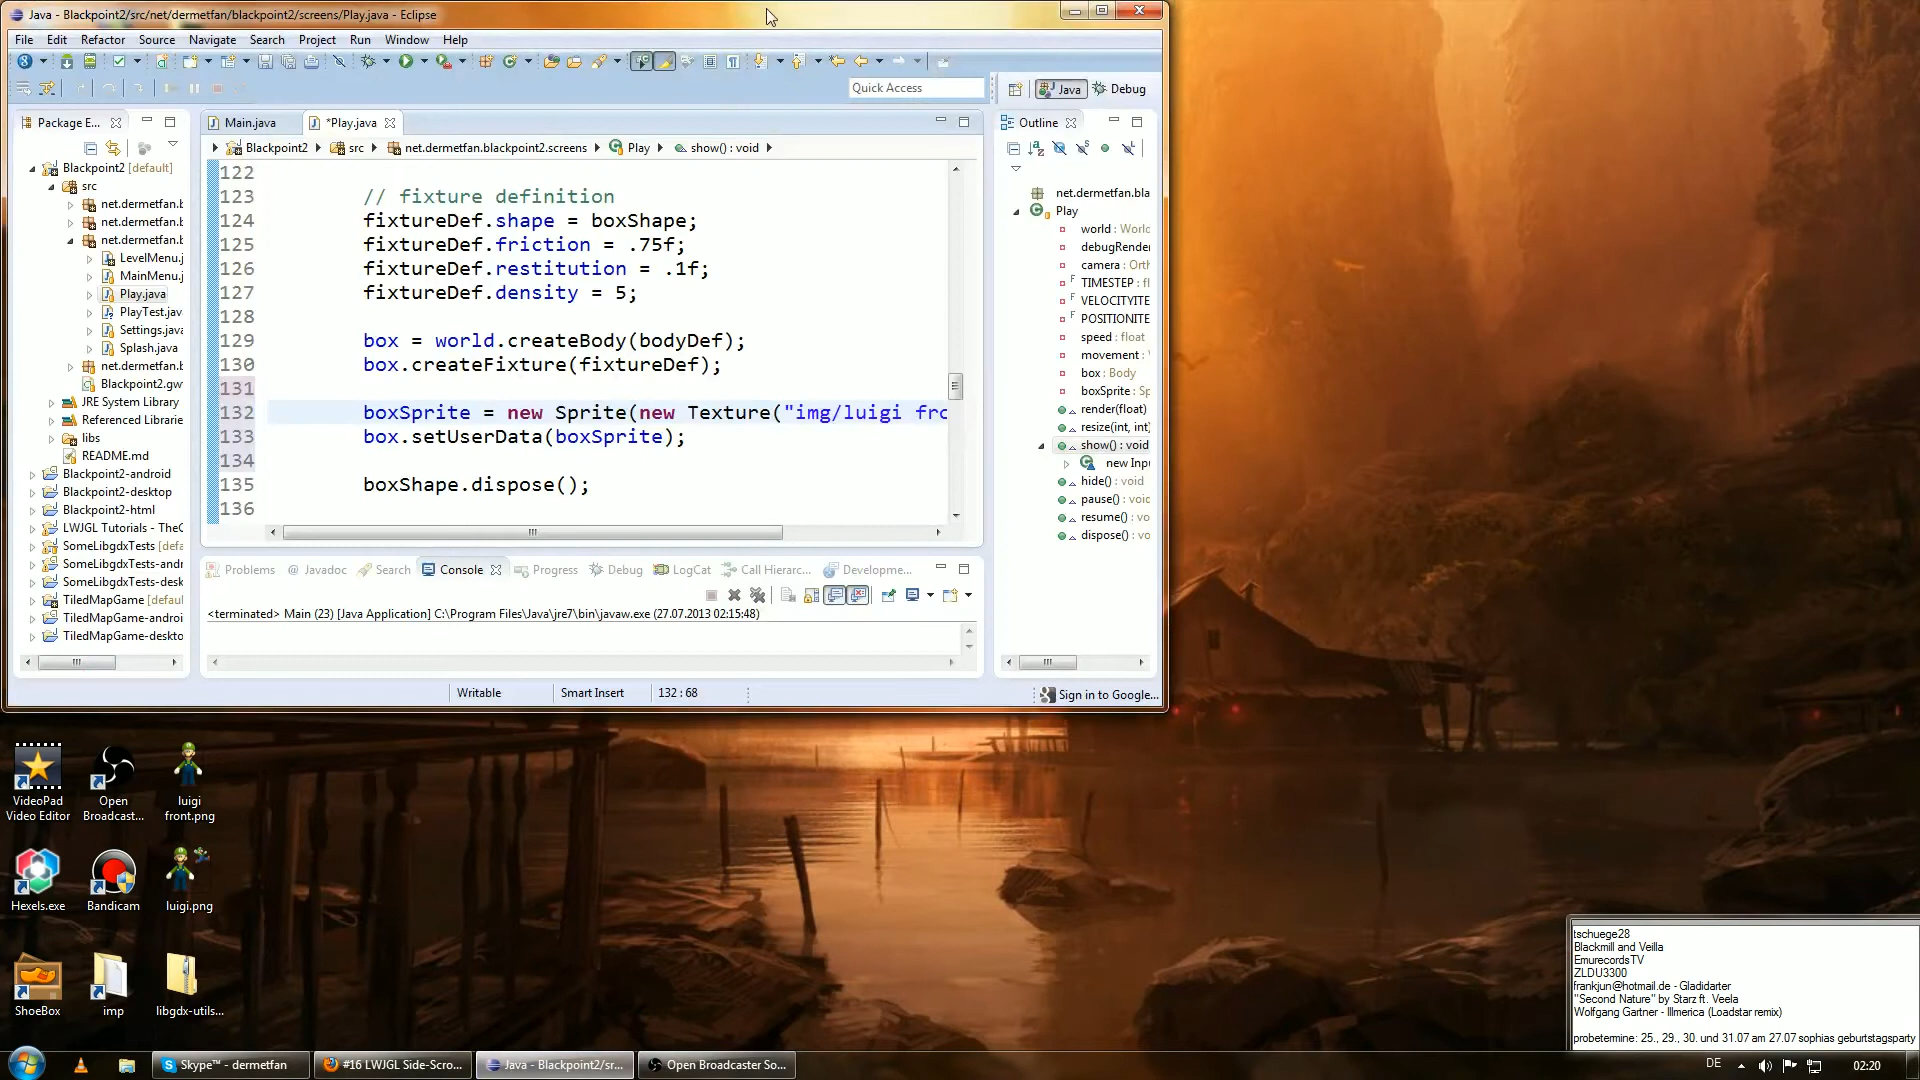 Java - Blackpoint2/src/net/dermetfan/blackpoint2/screens/Play.java - Eclipse
File Edit Refactor Source Navigate Search Project Run Window Help
Quick Access
Java
Debug
Package E...
Blackpoint2 [default]
src
net.dermetfan.b
net.dermetfan.b
net.dermetfan.b
LevelMenu.j
MainMenu.j
Play.java
PlayTest.jav
Settings.java
Splash.java
net.dermetfan.b
Blackpoint2.gw
JRE System Library
Referenced Librarie
libs
README.md
Blackpoint2-android
Blackpoint2-desktop
Blackpoint2-html
LWJGL Tutorials - TheC
SomeLibgdxTests [defa
SomeLibgdxTests-andr
SomeLibgdxTests-desk
TiledMapGame [defaul
TiledMapGame-androi
TiledMapGame-deskto
Main.java
*Play.java
Blackpoint2
src
net.dermetfan.blackpoint2.screens
Play
show() : void
122
123 // fixture definition
124 fixtureDef.shape = boxShape;
125 fixtureDef.friction = .75f;
126 fixtureDef.restitution = .1f;
127 fixtureDef.density = 5;
128
129 box = world.createBody(bodyDef);
130 box.createFixture(fixtureDef);
131
132 boxSprite = new Sprite(new Texture("img/luigi fro
133 box.setUserData(boxSprite);
134
135 boxShape.dispose();
136
Problems
@ Javadoc
Search
Console
Progress
Debug
LogCat
Call Hierarc...
Developme...
<terminated> Main (23) [Java Application] C:\Program Files\Java\jre7\bin\javaw.exe (27.07.2013 02:15:48)
Outline
net.dermetfan.bla
Play
world : World
debugRender
camera : Orth
F TIMESTEP : fl
F VELOCITYITE
F POSITIONITE
speed : float
movement : V
box : Body
boxSprite : Sp
render(float)
resize(int, int)
show() : void
new Inpu
hide() : void
pause() : void
resume() : vo
dispose() : vo
Writable
Smart Insert
132 : 68
Sign in to Google...
VideoPad
Video Editor
Open
Broadcast...
luigi
front.png
Hexels.exe
Bandicam
luigi.png
ShoeBox
imp
libgdx-utils...
tschuege28
Blackmill and Veilla
EmurecordsTV
ZLDU3300
frankjun@hotmail.de - Gladidarter
"Second Nature" by Starz ft. Veela
Wolfgang Gartner - Illmerica (Loadstar remix)
probetermine: 25., 29., 30. und 31.07 am 27.07 sophias geburtstagsparty
Skype™ - dermetfan
#16 LWJGL Side-Scro...
Java - Blackpoint2/sr...
Open Broadcaster So...
DE
02:20